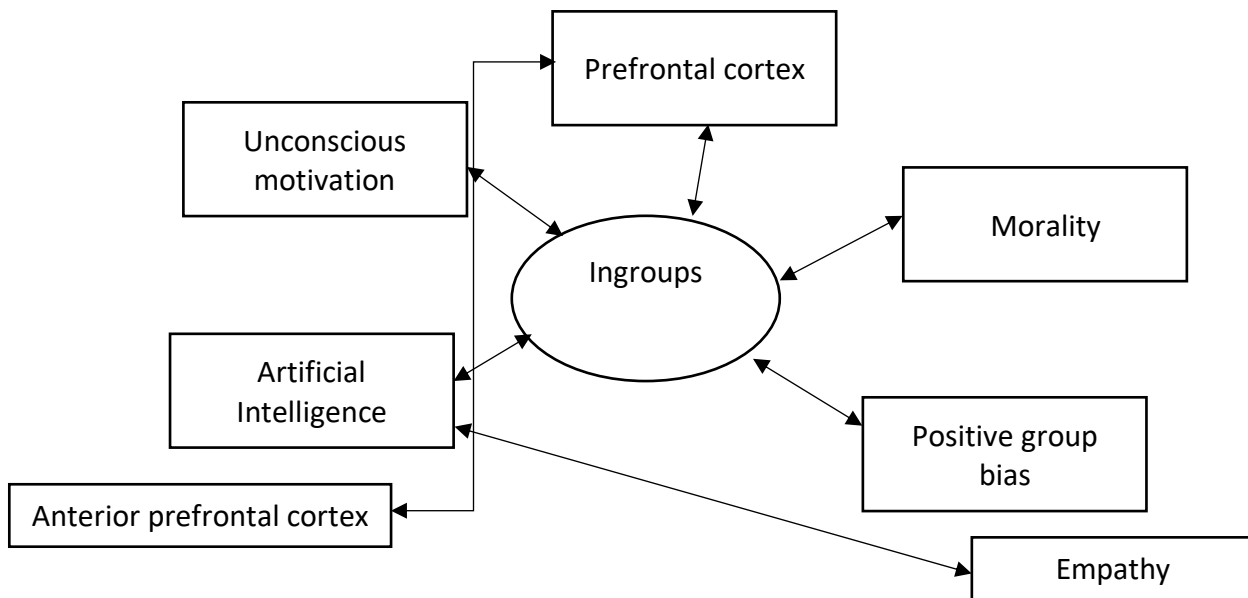 Prefrontal cortex
Unconscious
motivation
Morality
Ingroups
Artificial
Intelligence
Positive group
bias
Anterior prefrontal cortex
Empathy